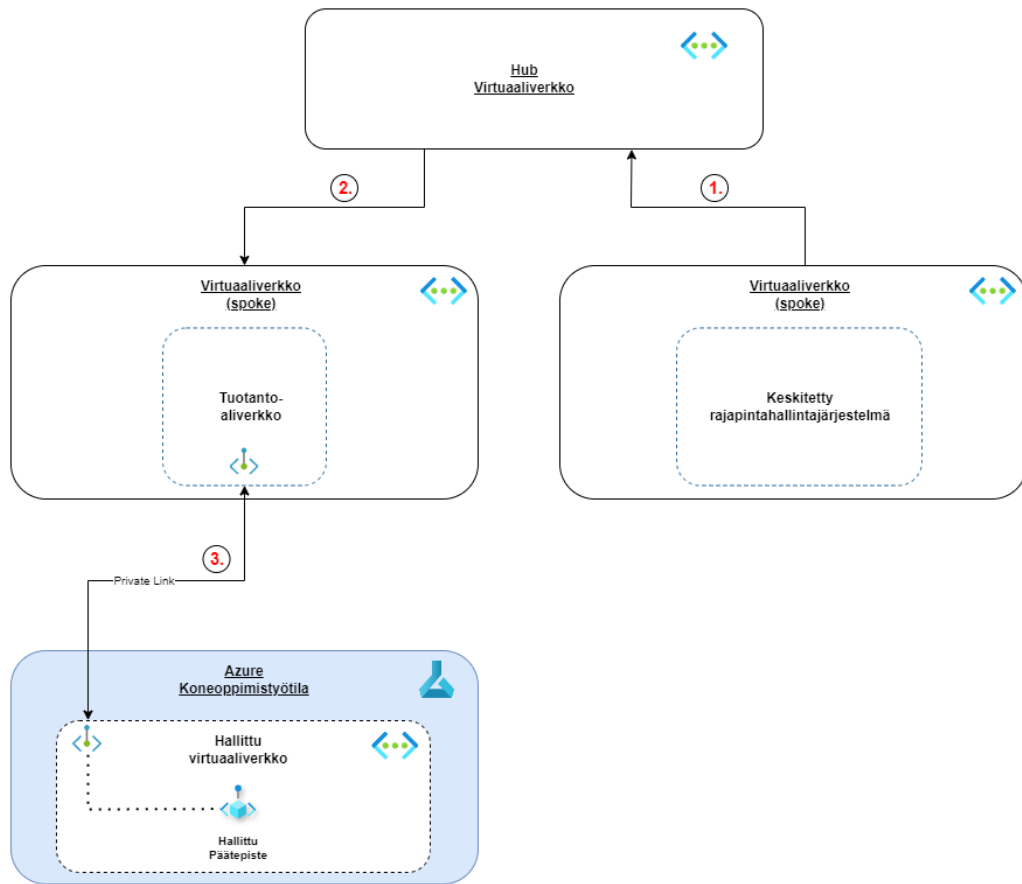 Hub
Virtuaaliverkko
2.
1.
Virtuaaliverkko
(spoke)
Tuotanto-
aliverkko
Virtuaaliverkko
(spoke)
Keskitetty
rajapintahallintajärjestelmä
3.
Private Link
Azure
Koneoppimistyötila
Hallittu
virtuaaliverkko
Hallittu
Päätepiste